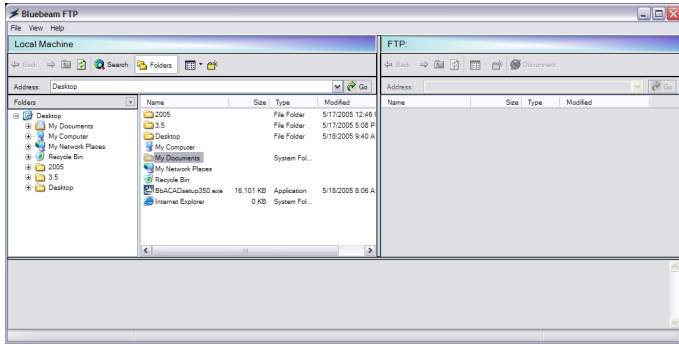 Bluebeam FTP
File View Help
Local Machine
FTP:
Back Search Folders
Back Disconnect
Address: Desktop Go
Address: Go
Folders
Name Size Type Modified
Name Size Type Modified
Desktop
My Documents
My Computer
My Network Places
Recycle Bin
2005
3.5
Desktop
2005 File Folder 5/17/2005 12:46
3.5 File Folder 5/17/2005 5:08 P
Desktop File Folder 5/18/2005 9:40 A
My Computer
My Documents System Fol...
My Network Places
Recycle Bin
BbACADsetup350.exe 16,101 KB Application 5/18/2005 8:06 A
Internet Explorer 0 KB System Fol...